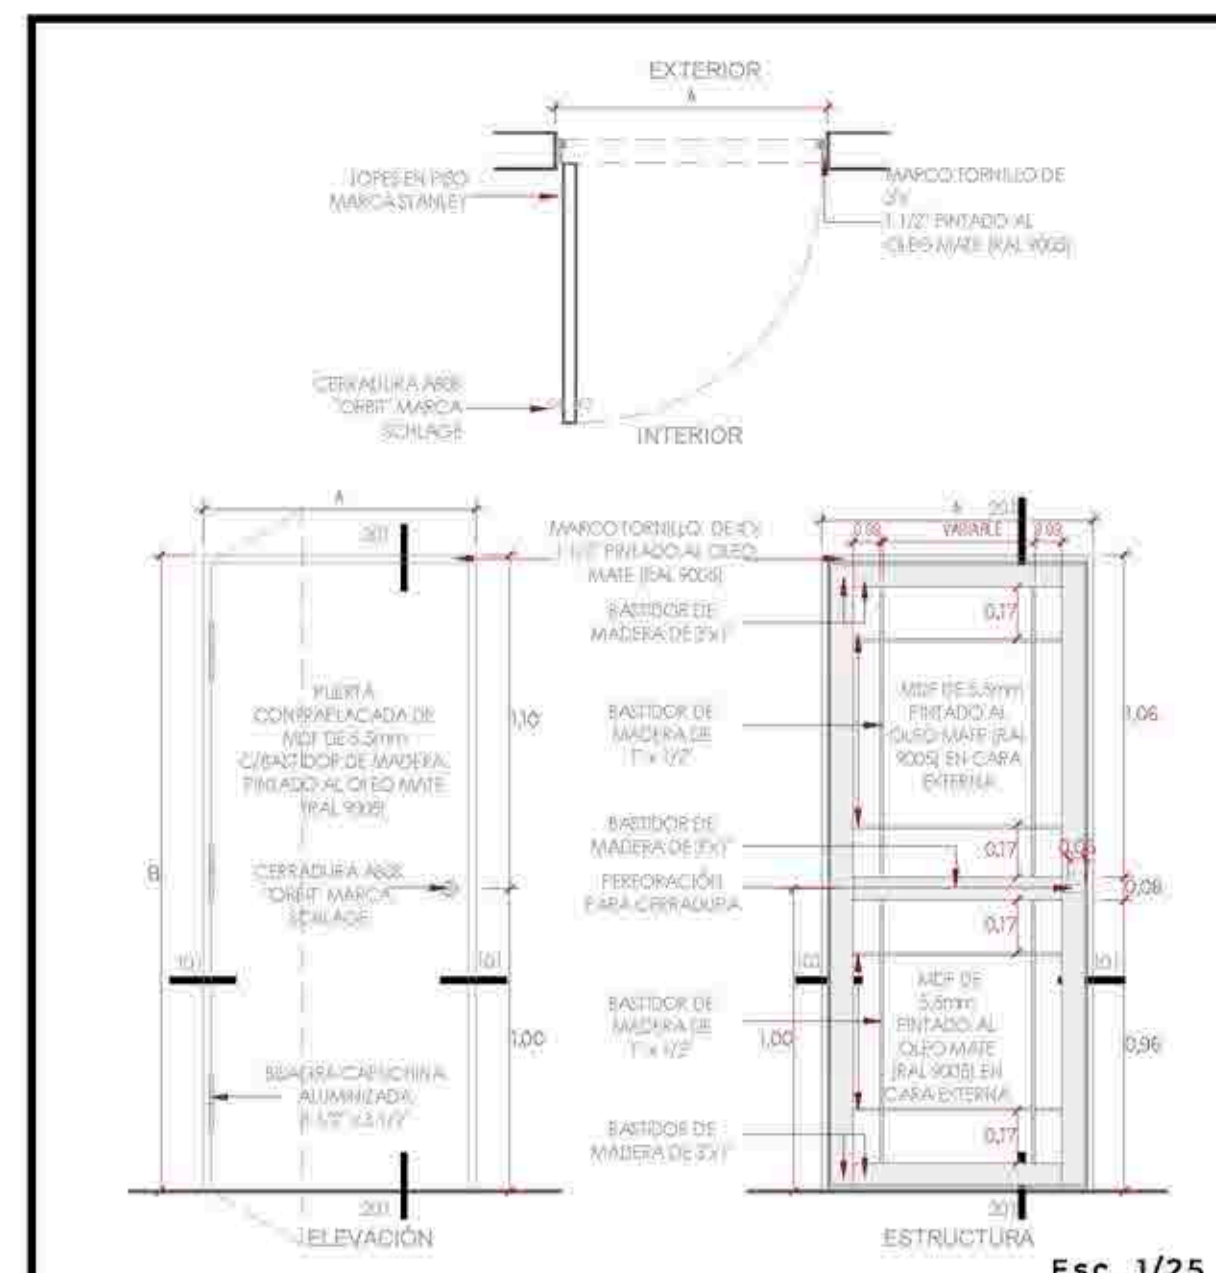 EXTERIOR
A
TOPES EN PISO
MARCA STANLEY
MARCO TORNILLO DE
1 1/2" PINTADO AL
OLEO MATE (RAL 9005)
CERRADURA A80S
"ORBIT" MARCA
SCHLAGE
INTERIOR
A
201
MARCO TORNILLO. DE
1 1/2" PINTADO AL OLEO
MATE (RAL 9005)
A
201
VARIABLE
BASTIDOR DE
MADERA DE 3"x1"
0,17
PUERTA
CONTRAPLACADA DE
MDF DE 5.5mm
C/BASTIDOR DE MADERA.
PINTADO AL OLEO MATE
(RAL 9005)
1,10
BASTIDOR DE
MADERA DE
1"x 1/2"
MDF DE 5.5mm
PINTADO AL
OLEO MATE (RAL
9005) EN CARA
EXTERNA
1,06
BASTIDOR DE
MADERA DE
0,17
B
CERRADURA A80S
"ORBIT" MARCA
SCHLAGE
PERFORACIÓN
PARA CERRADURA
0,08
0,17
101
101
101
101
BASTIDOR DE
MADERA DE
1"x 1/2"
MDF DE
5.5mm
PINTADO AL
OLEO MATE
(RAL 9005) EN
CARA EXTERNA
1,00
1,00
0,96
BISAGRA CAPUCHINA
ALUMINIZADA
BASTIDOR DE
MADERA DE 3"x1"
0,17
201
201
ELEVACIÓN
ESTRUCTURA
Esc. 1/25